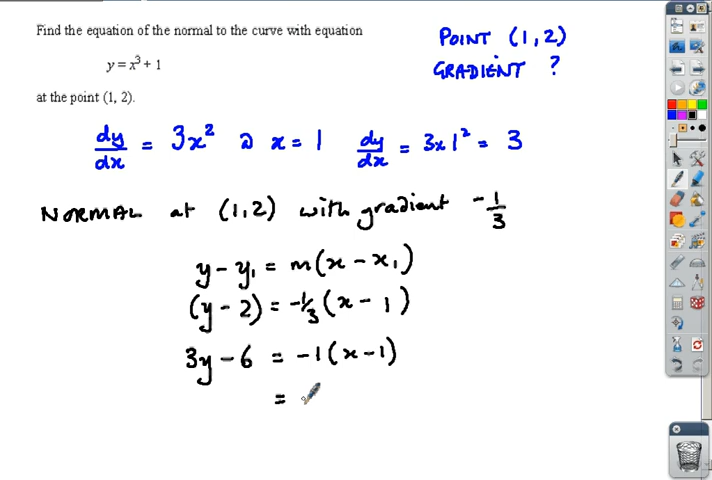 Find the equation of the normal to the curve with equation
y = x³ + 1
at the point (1, 2).
POINT (1, 2)
GRADIENT ?
dy/dx = 3x² @ x = 1 dy/dx = 3x1² = 3
NORMAL at (1, 2) with gradient -1/3
y - y₁ = m(x - x₁)
(y - 2) = -1/3 (x - 1)
3y - 6 = -1(x - 1)
=